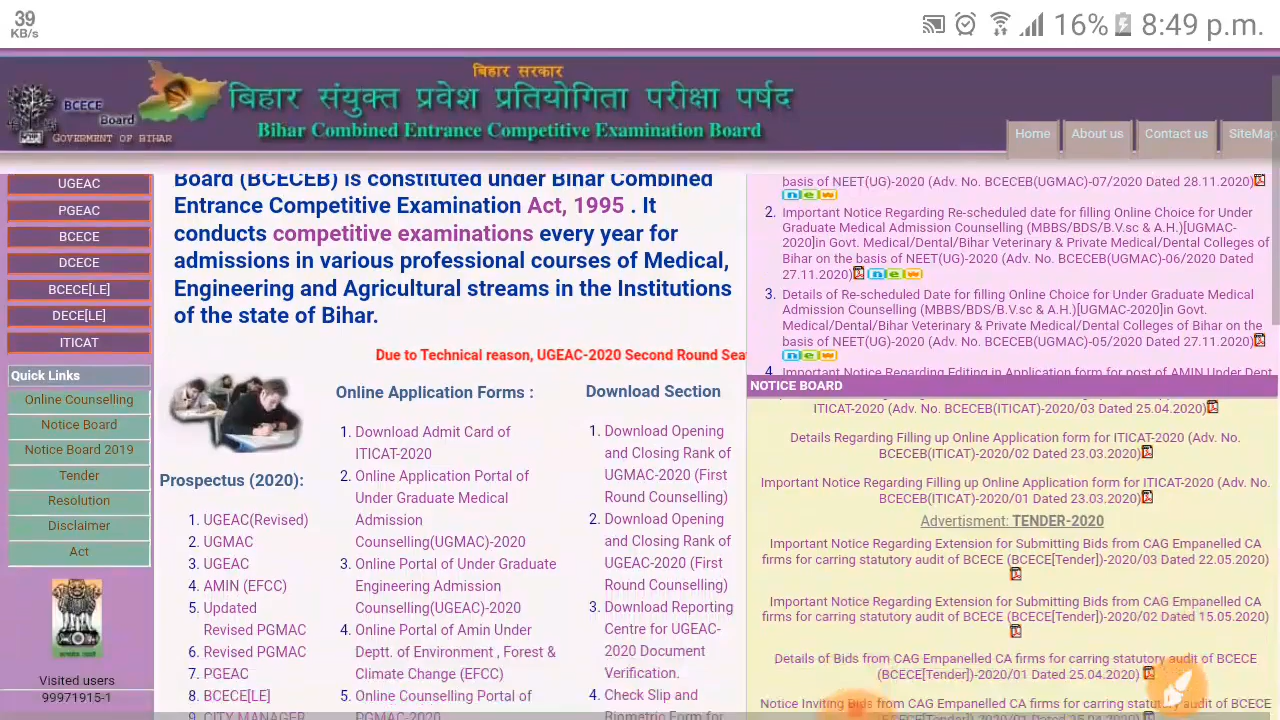 39
KB/s
16%
8:49 p.m.
बिहार सरकार
बिहार संयुक्त प्रवेश प्रतियोगिता परीक्षा पर्षद
Bihar Combined Entrance Competitive Examination Board
BCECE
Board
GOVERMENT OF BIHAR
Home
About us
Contact us
SiteMap
UGEAC
PGEAC
BCECE
DCECE
BCECE[LE]
DECE[LE]
ITICAT
Quick Links
Online Counselling
Notice Board
Notice Board 2019
Tender
Resolution
Disclaimer
Act
Visited users
99971915-1
Board (BCECEB) is constituted under Bihar Combined
Entrance Competitive Examination Act, 1995 . It
conducts competitive examinations every year for
admissions in various professional courses of Medical,
Engineering and Agricultural streams in the Institutions
of the state of Bihar.
Due to Technical reason, UGEAC-2020 Second Round Sea
Prospectus (2020):
1. UGEAC(Revised)
2. UGMAC
3. UGEAC
4. AMIN (EFCC)
5. Updated
Revised PGMAC
6. Revised PGMAC
7. PGEAC
8. BCECE[LE]
9. CITY MANAGER
Online Application Forms :
1. Download Admit Card of
ITICAT-2020
2. Online Application Portal of
Under Graduate Medical
Admission
Counselling(UGMAC)-2020
3. Online Portal of Under Graduate
Engineering Admission
Counselling(UGEAC)-2020
4. Online Portal of Amin Under
Deptt. of Environment , Forest &
Climate Change (EFCC)
5. Online Counselling Portal of
PGMAC-2020
Download Section
1. Download Opening
and Closing Rank of
UGMAC-2020 (First
Round Counselling)
2. Download Opening
and Closing Rank of
UGEAC-2020 (First
Round Counselling)
3. Download Reporting
Centre for UGEAC-
2020 Document
Verification.
4. Check Slip and
Biometric Form for
basis of NEET(UG)-2020 (Adv. No. BCECEB(UGMAC)-07/2020 Dated 28.11.2020)
new
2. Important Notice Regarding Re-scheduled date for filling Online Choice for Under
Graduate Medical Admission Counselling (MBBS/BDS/B.V.sc & A.H.)[UGMAC-
2020]in Govt. Medical/Dental/Bihar Veterinary & Private Medical/Dental Colleges of
Bihar on the basis of NEET(UG)-2020 (Adv. No. BCECEB(UGMAC)-06/2020 Dated
27.11.2020) new
3. Details of Re-scheduled Date for filling Online Choice for Under Graduate Medical
Admission Counselling (MBBS/BDS/B.V.sc & A.H.)[UGMAC-2020]in Govt.
Medical/Dental/Bihar Veterinary & Private Medical/Dental Colleges of Bihar on the
basis of NEET(UG)-2020 (Adv. No. BCECEB(UGMAC)-05/2020 Dated 27.11.2020)
new
4. Important Notice Regarding Editing in Application form for post of AMIN Under Dept
NOTICE BOARD
ITICAT-2020 (Adv. No. BCECEB(ITICAT)-2020/03 Dated 25.04.2020)
Details Regarding Filling up Online Application form for ITICAT-2020 (Adv. No.
BCECEB(ITICAT)-2020/02 Dated 23.03.2020)
Important Notice Regarding Filling up Online Application form for ITICAT-2020 (Adv. No.
BCECEB(ITICAT)-2020/01 Dated 23.03.2020)
Advertisment: TENDER-2020
Important Notice Regarding Extension for Submitting Bids from CAG Empanelled CA
firms for carring statutory audit of BCECE (BCECE[Tender])-2020/03 Dated 22.05.2020)
Important Notice Regarding Extension for Submitting Bids from CAG Empanelled CA
firms for carring statutory audit of BCECE (BCECE[Tender])-2020/02 Dated 15.05.2020)
Details of Bids from CAG Empanelled CA firms for carring statutory audit of BCECE
(BCECE[Tender])-2020/01 Dated 25.04.2020)
Notice Inviting Bids from CAG Empanelled CA firms for carring statutory audit of BCECE